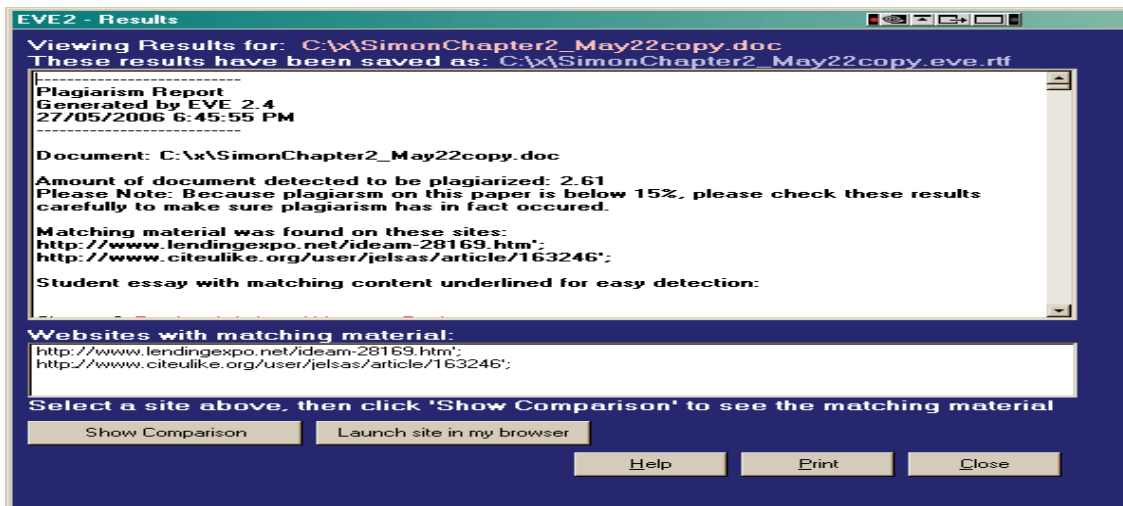 EVE2 - Results
Viewing Results for: C:\x\SimonChapter2_May22copy.doc
These results have been saved as: C:\x\SimonChapter2_May22copy.eve.rtf
-------------------------
Plagiarism Report
Generated by EVE 2.4
27/05/2006 6:45:55 PM
-------------------------
Document: C:\x\SimonChapter2_May22copy.doc
Amount of document detected to be plagiarized: 2.61
Please Note: Because plagiarsm on this paper is below 15%, please check these results
carefully to make sure plagiarism has in fact occured.
Matching material was found on these sites:
http://www.lendingexpo.net/ideam-28169.htm';
http://www.citeulike.org/user/jelsas/article/163246';
Student essay with matching content underlined for easy detection:
Websites with matching material:
http://www.lendingexpo.net/ideam-28169.htm';
http://www.citeulike.org/user/jelsas/article/163246';
Select a site above, then click 'Show Comparison' to see the matching material
Show Comparison
Launch site in my browser
Help
Print
Close